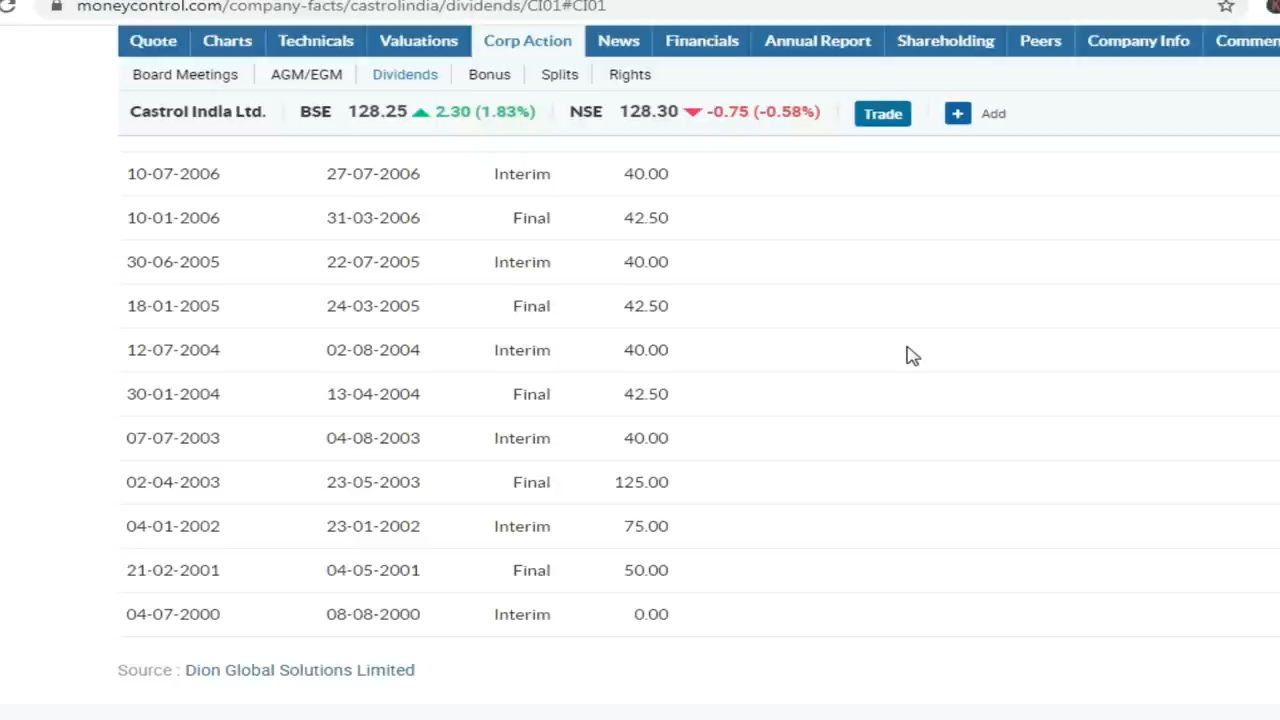 moneycontrol.com/company-facts/castrolindia/dividends/CI01#CI01
Quote Charts Technicals Valuations Corp Action News Financials Annual Report Shareholding Peers Company Info Commen
Board Meetings AGM/EGM Dividends Bonus Splits Rights
Castrol India Ltd. BSE 128.25 2.30 (1.83%) NSE 128.30 -0.75 (-0.58%) Trade + Add
10-07-2006 27-07-2006 Interim 40.00
10-01-2006 31-03-2006 Final 42.50
30-06-2005 22-07-2005 Interim 40.00
18-01-2005 24-03-2005 Final 42.50
12-07-2004 02-08-2004 Interim 40.00
30-01-2004 13-04-2004 Final 42.50
07-07-2003 04-08-2003 Interim 40.00
02-04-2003 23-05-2003 Final 125.00
04-01-2002 23-01-2002 Interim 75.00
21-02-2001 04-05-2001 Final 50.00
04-07-2000 08-08-2000 Interim 0.00
Source : Dion Global Solutions Limited